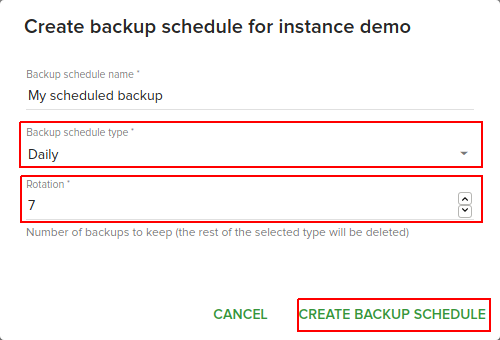 Create backup schedule for instance demo
Backup schedule name *
My scheduled backup
Backup schedule type *
Daily
Rotation *
7
Number of backups to keep (the rest of the selected type will be deleted)
CANCEL CREATE BACKUP SCHEDULE